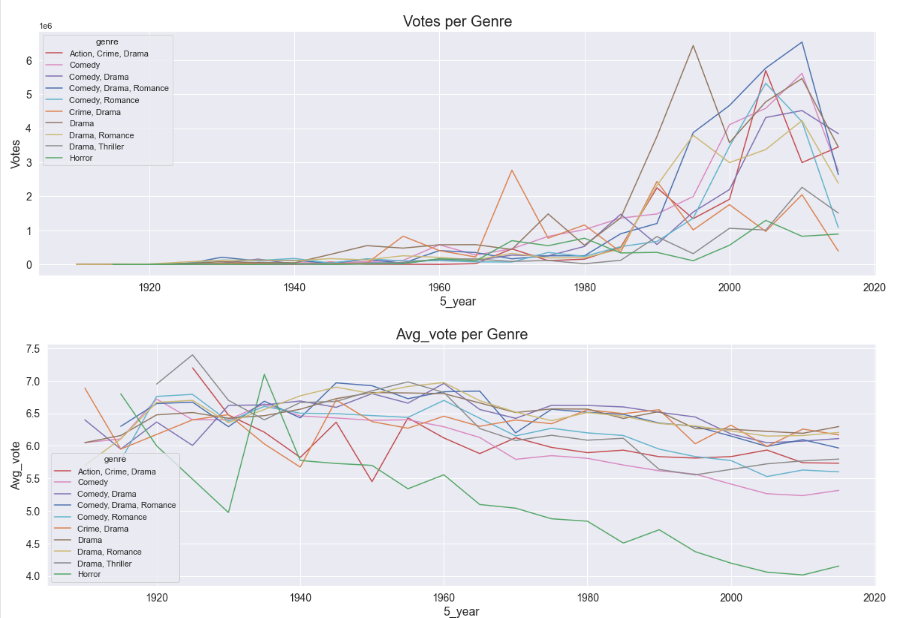 Votes per Genre
1e6
genre
Action, Crime, Drama
Comedy
Comedy, Drama
Comedy, Drama, Romance
Comedy, Romance
Crime, Drama
Drama
Drama, Romance
Drama, Thriller
Horror
6
5
4
3
2
1
0
Votes
1920
1940
1960
1980
2000
2020
5_year
Avg_vote per Genre
7.5
7.0
6.5
6.0
5.5
5.0
4.5
4.0
Avg_vote
genre
Action, Crime, Drama
Comedy
Comedy, Drama
Comedy, Drama, Romance
Comedy, Romance
Crime, Drama
Drama
Drama, Romance
Drama, Thriller
Horror
1920
1940
1960
1980
2000
2020
5_year